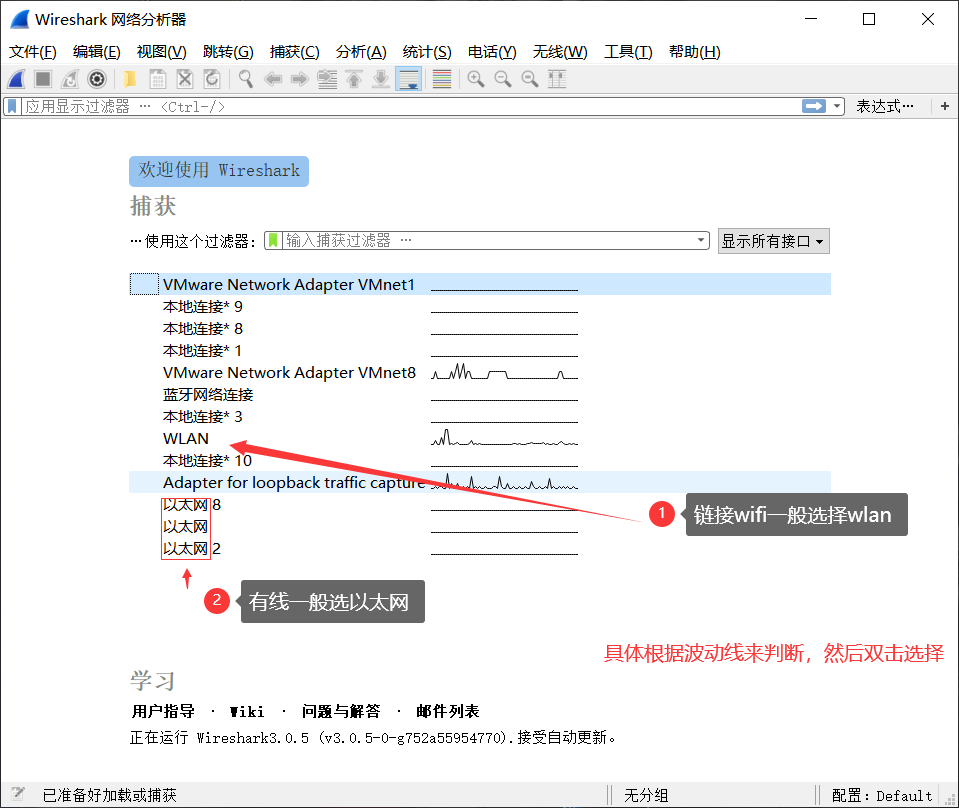 Wireshark 网络分析器
文件(F) 编辑(E) 视图(V) 跳转(G) 捕获(C) 分析(A) 统计(S) 电话(Y) 无线(W) 工具(T) 帮助(H)
应用显示过滤器 … <Ctrl-/> 表达式… +
欢迎使用 Wireshark
捕获
…使用这个过滤器: 输入捕获过滤器 … 显示所有接口
VMware Network Adapter VMnet1
本地连接* 9
本地连接* 8
本地连接* 1
VMware Network Adapter VMnet8
蓝牙网络连接
本地连接* 3
WLAN
本地连接* 10
Adapter for loopback traffic capture
以太网 8
1 链接wifi一般选择wlan
以太网
以太网 2
2 有线一般选以太网
具体根据波动线来判断，然后双击选择
学习
用户指导 · Wiki · 问题与解答 · 邮件列表
正在运行 Wireshark3.0.5 (v3.0.5-0-g752a55954770).接受自动更新。
已准备好加载或捕获 无分组 配置：Default